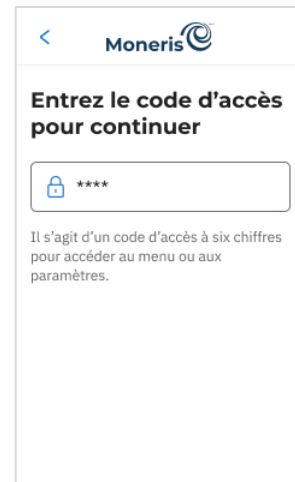 Moneris
Entrez le code d’accès
pour continuer
****
Il s’agit d’un code d’accès à six chiffres
pour accéder au menu ou aux
paramètres.